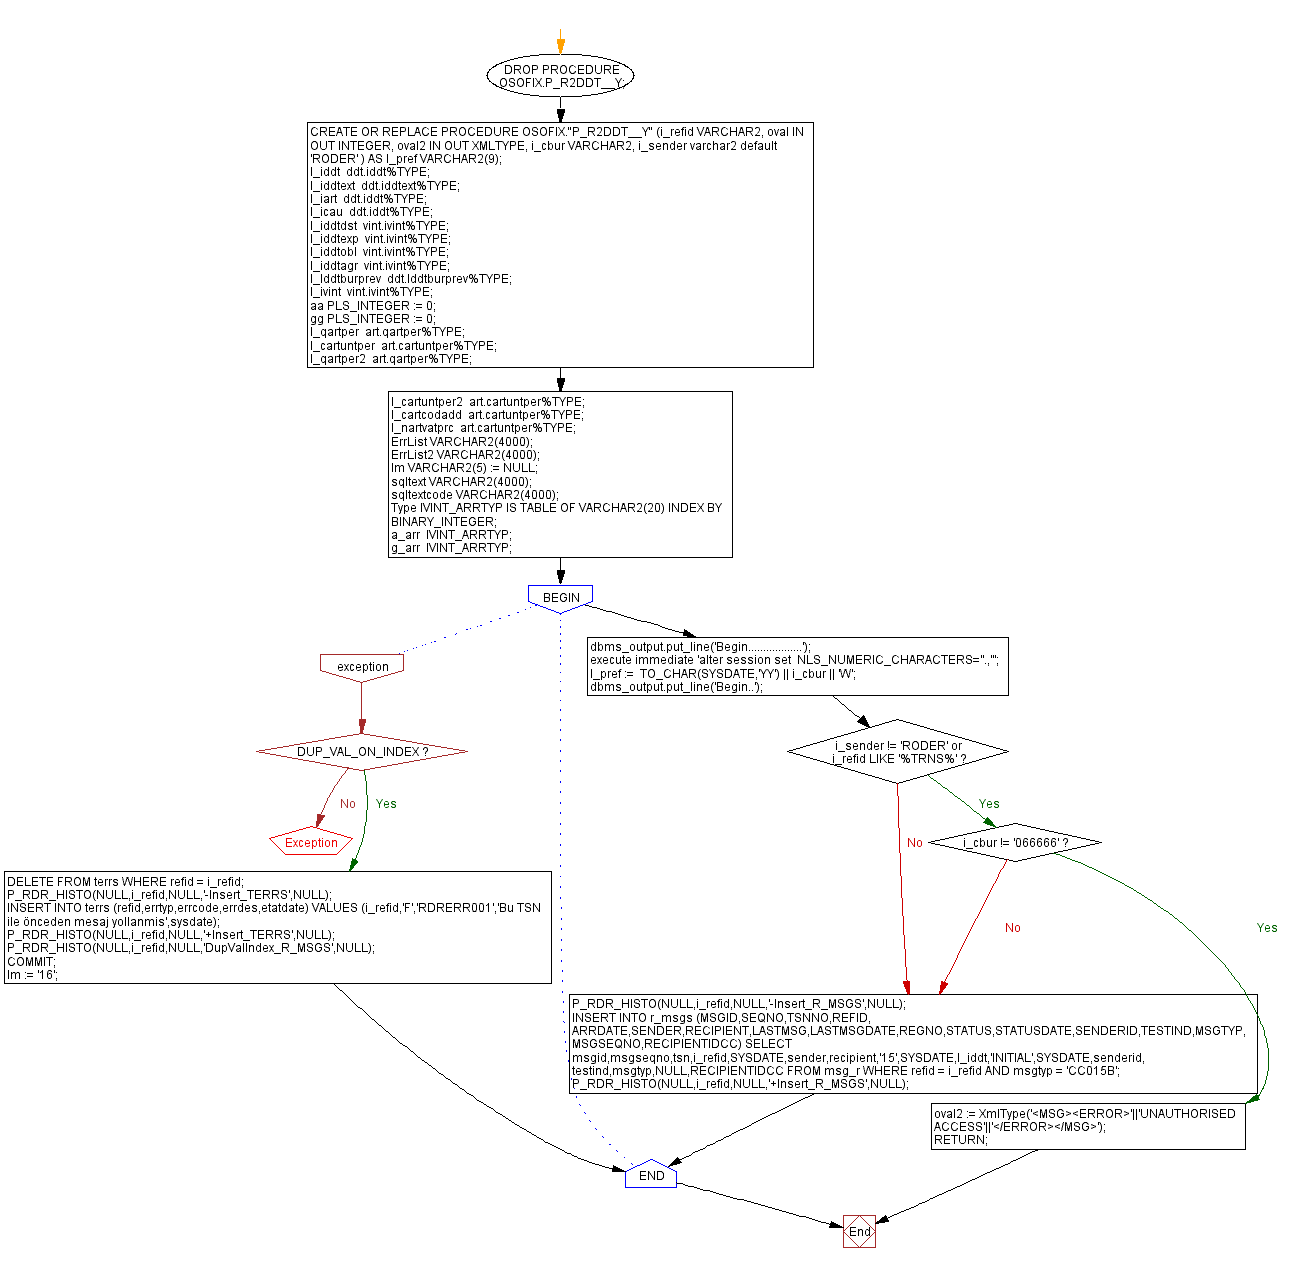 DROP PROCEDURE
OSOFIX.P_R2DDT__Y;
CREATE OR REPLACE PROCEDURE OSOFIX."P_R2DDT__Y" (i_refid VARCHAR2, oval IN
OUT INTEGER, oval2 IN OUT XMLTYPE, i_cbur VARCHAR2, i_sender varchar2 default
'RODER' ) AS l_pref VARCHAR2(9);
l_iddt ddt.iddt%TYPE;
l_iddtext ddt.iddtext%TYPE;
l_iart ddt.iddt%TYPE;
l_icau ddt.iddt%TYPE;
l_iddtdst vint.ivint%TYPE;
l_iddtexp vint.ivint%TYPE;
l_iddtobl vint.ivint%TYPE;
l_iddtagr vint.ivint%TYPE;
l_Iddtburprev ddt.Iddtburprev%TYPE;
l_ivint vint.ivint%TYPE;
aa PLS_INTEGER := 0;
gg PLS_INTEGER := 0;
l_qartper art.qartper%TYPE;
l_cartuntper art.cartuntper%TYPE;
l_qartper2 art.qartper%TYPE;
l_cartuntper2 art.cartuntper%TYPE;
l_cartcodadd art.cartuntper%TYPE;
l_nartvatprc art.cartuntper%TYPE;
ErrList VARCHAR2(4000);
ErrList2 VARCHAR2(4000);
lm VARCHAR2(5) := NULL;
sqltext VARCHAR2(4000);
sqltextcode VARCHAR2(4000);
Type IVINT_ARRTYP IS TABLE OF VARCHAR2(20) INDEX BY
BINARY_INTEGER;
a_arr IVINT_ARRTYP;
g_arr IVINT_ARRTYP;
BEGIN
dbms_output.put_line('Begin..................');
execute immediate 'alter session set NLS_NUMERIC_CHARACTERS=''.,''';
l_pref := TO_CHAR(SYSDATE,'YY') || i_cbur || 'W';
dbms_output.put_line('Begin..');
exception
DUP_VAL_ON_INDEX ?
i_sender != 'RODER' or
i_refid LIKE '%TRNS%' ?
No
Yes
Yes
Exception
No
i_cbur != '066666' ?
DELETE FROM terrs WHERE refid = i_refid;
P_RDR_HISTO(NULL,i_refid,NULL,'-Insert_TERRS',NULL);
INSERT INTO terrs (refid,errtyp,errcode,errdes,etatdate) VALUES (i_refid,'F','RDRERR001','Bu TSN
ile önceden mesaj yollanmis',sysdate);
P_RDR_HISTO(NULL,i_refid,NULL,'+Insert_TERRS',NULL);
P_RDR_HISTO(NULL,i_refid,NULL,'DupValIndex_R_MSGS',NULL);
COMMIT;
lm := '16';
No
Yes
P_RDR_HISTO(NULL,i_refid,NULL,'-Insert_R_MSGS',NULL);
INSERT INTO r_msgs (MSGID,SEQNO,TSNNO,REFID,
ARRDATE,SENDER,RECIPIENT,LASTMSG,LASTMSGDATE,REGNO,STATUS,STATUSDATE,SENDERID,TESTIND,MSGTYP,
MSGSEQNO,RECIPIENTIDCC) SELECT
msgid,msgseqno,tsn,i_refid,SYSDATE,sender,recipient,'15',SYSDATE,l_iddt,'INITIAL',SYSDATE,senderid,
testind,msgtyp,NULL,RECIPIENTIDCC FROM msg_r WHERE refid = i_refid AND msgtyp = 'CC015B';
P_RDR_HISTO(NULL,i_refid,NULL,'+Insert_R_MSGS',NULL);
oval2 := XmlType('<MSG><ERROR>'||'UNAUTHORISED
ACCESS'||'</ERROR></MSG>');
RETURN;
END
End